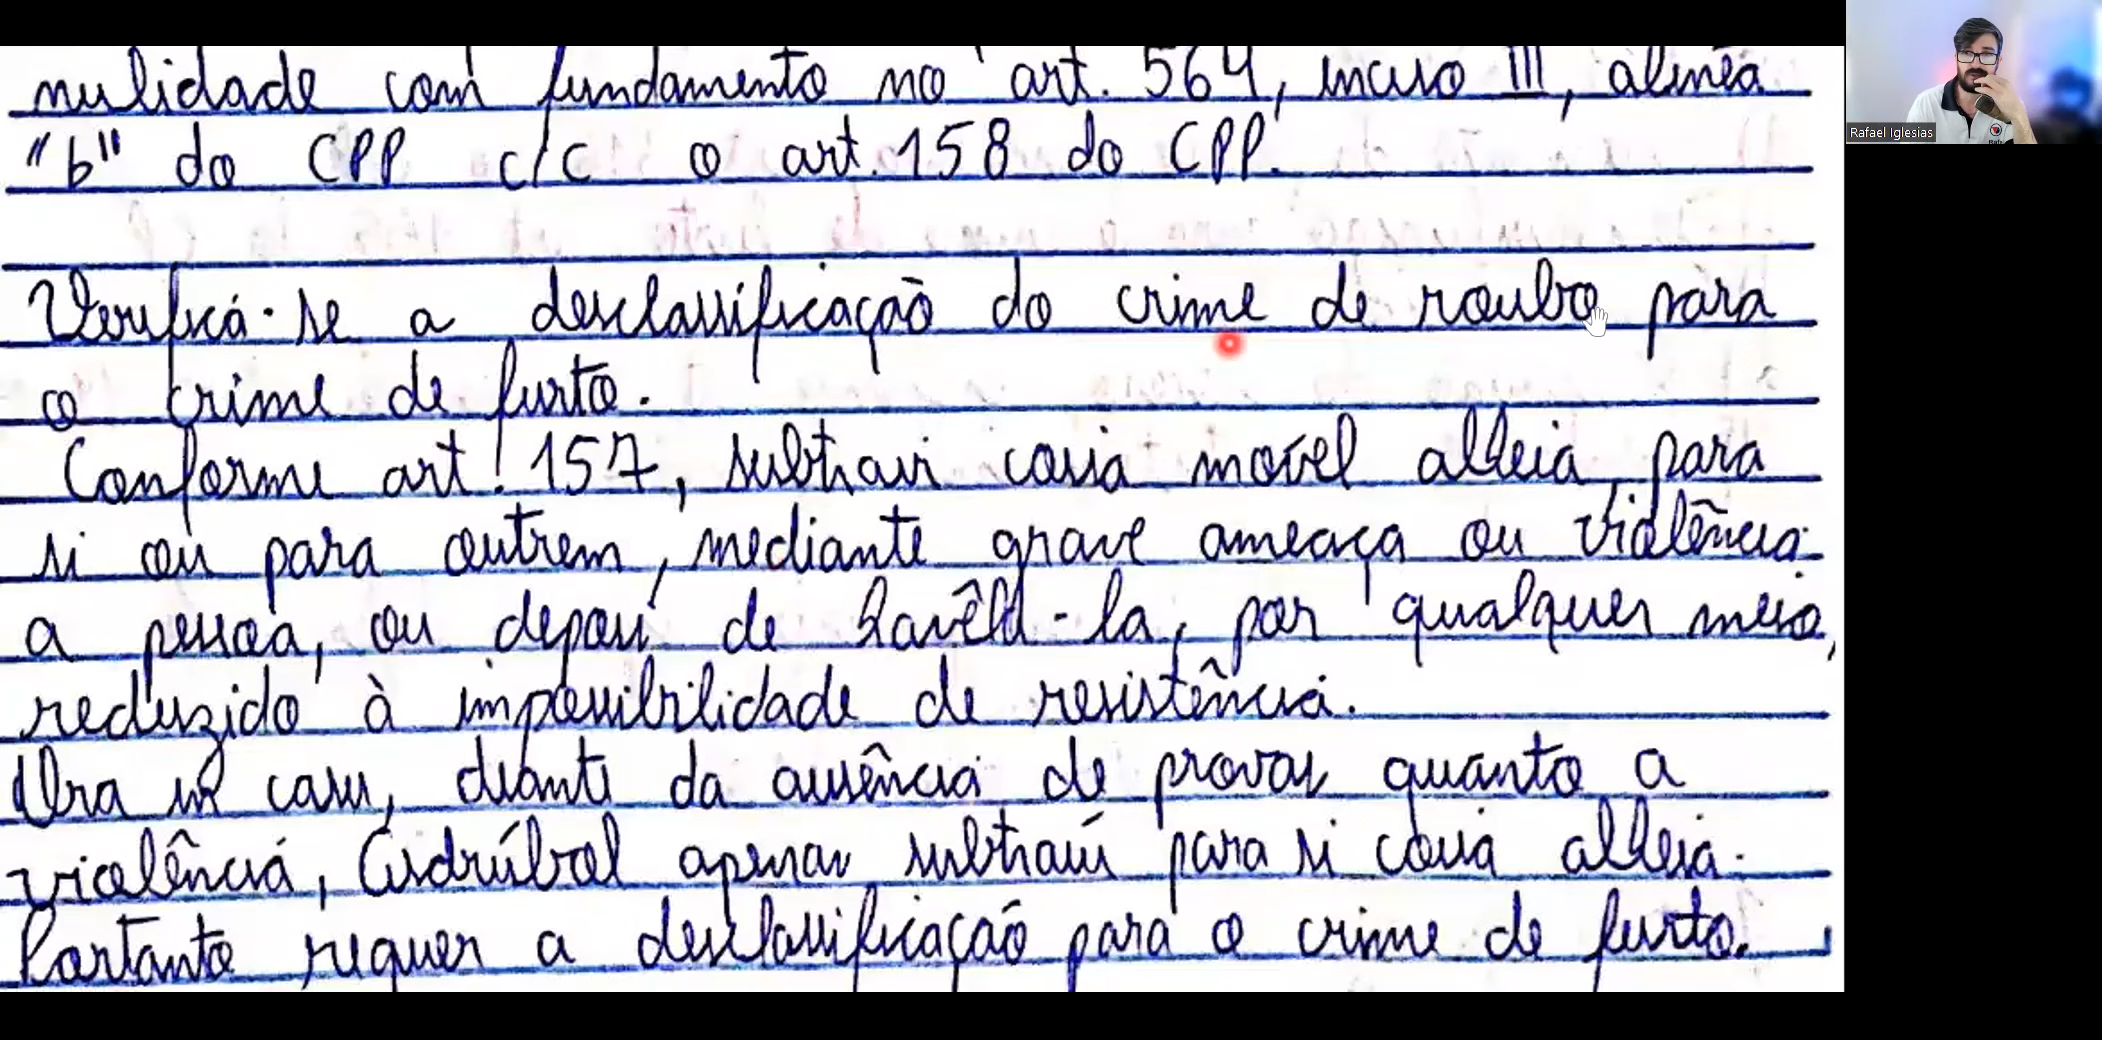 nulidade com fundamento no art. 564, inciso III, alínea
"b" do CPP c/c o art. 158 do CPP.
Rafael Iglesias
Verifica-se a desclassificação do crime de roubo para
o crime de furto.
Conforme art. 157, subtrair coisa móvel alheia para
si ou para outrem, mediante grave ameaça ou violência
a pessoa, ou depois de havê-la, por qualquer meio,
reduzido à impossibilidade de resistência.
Ora in casu, diante da ausência de provas quanto a
violência, Asdrúbal apenas subtraiu para si coisa alheia.
Portanto requer a desclassificação para o crime de furto.